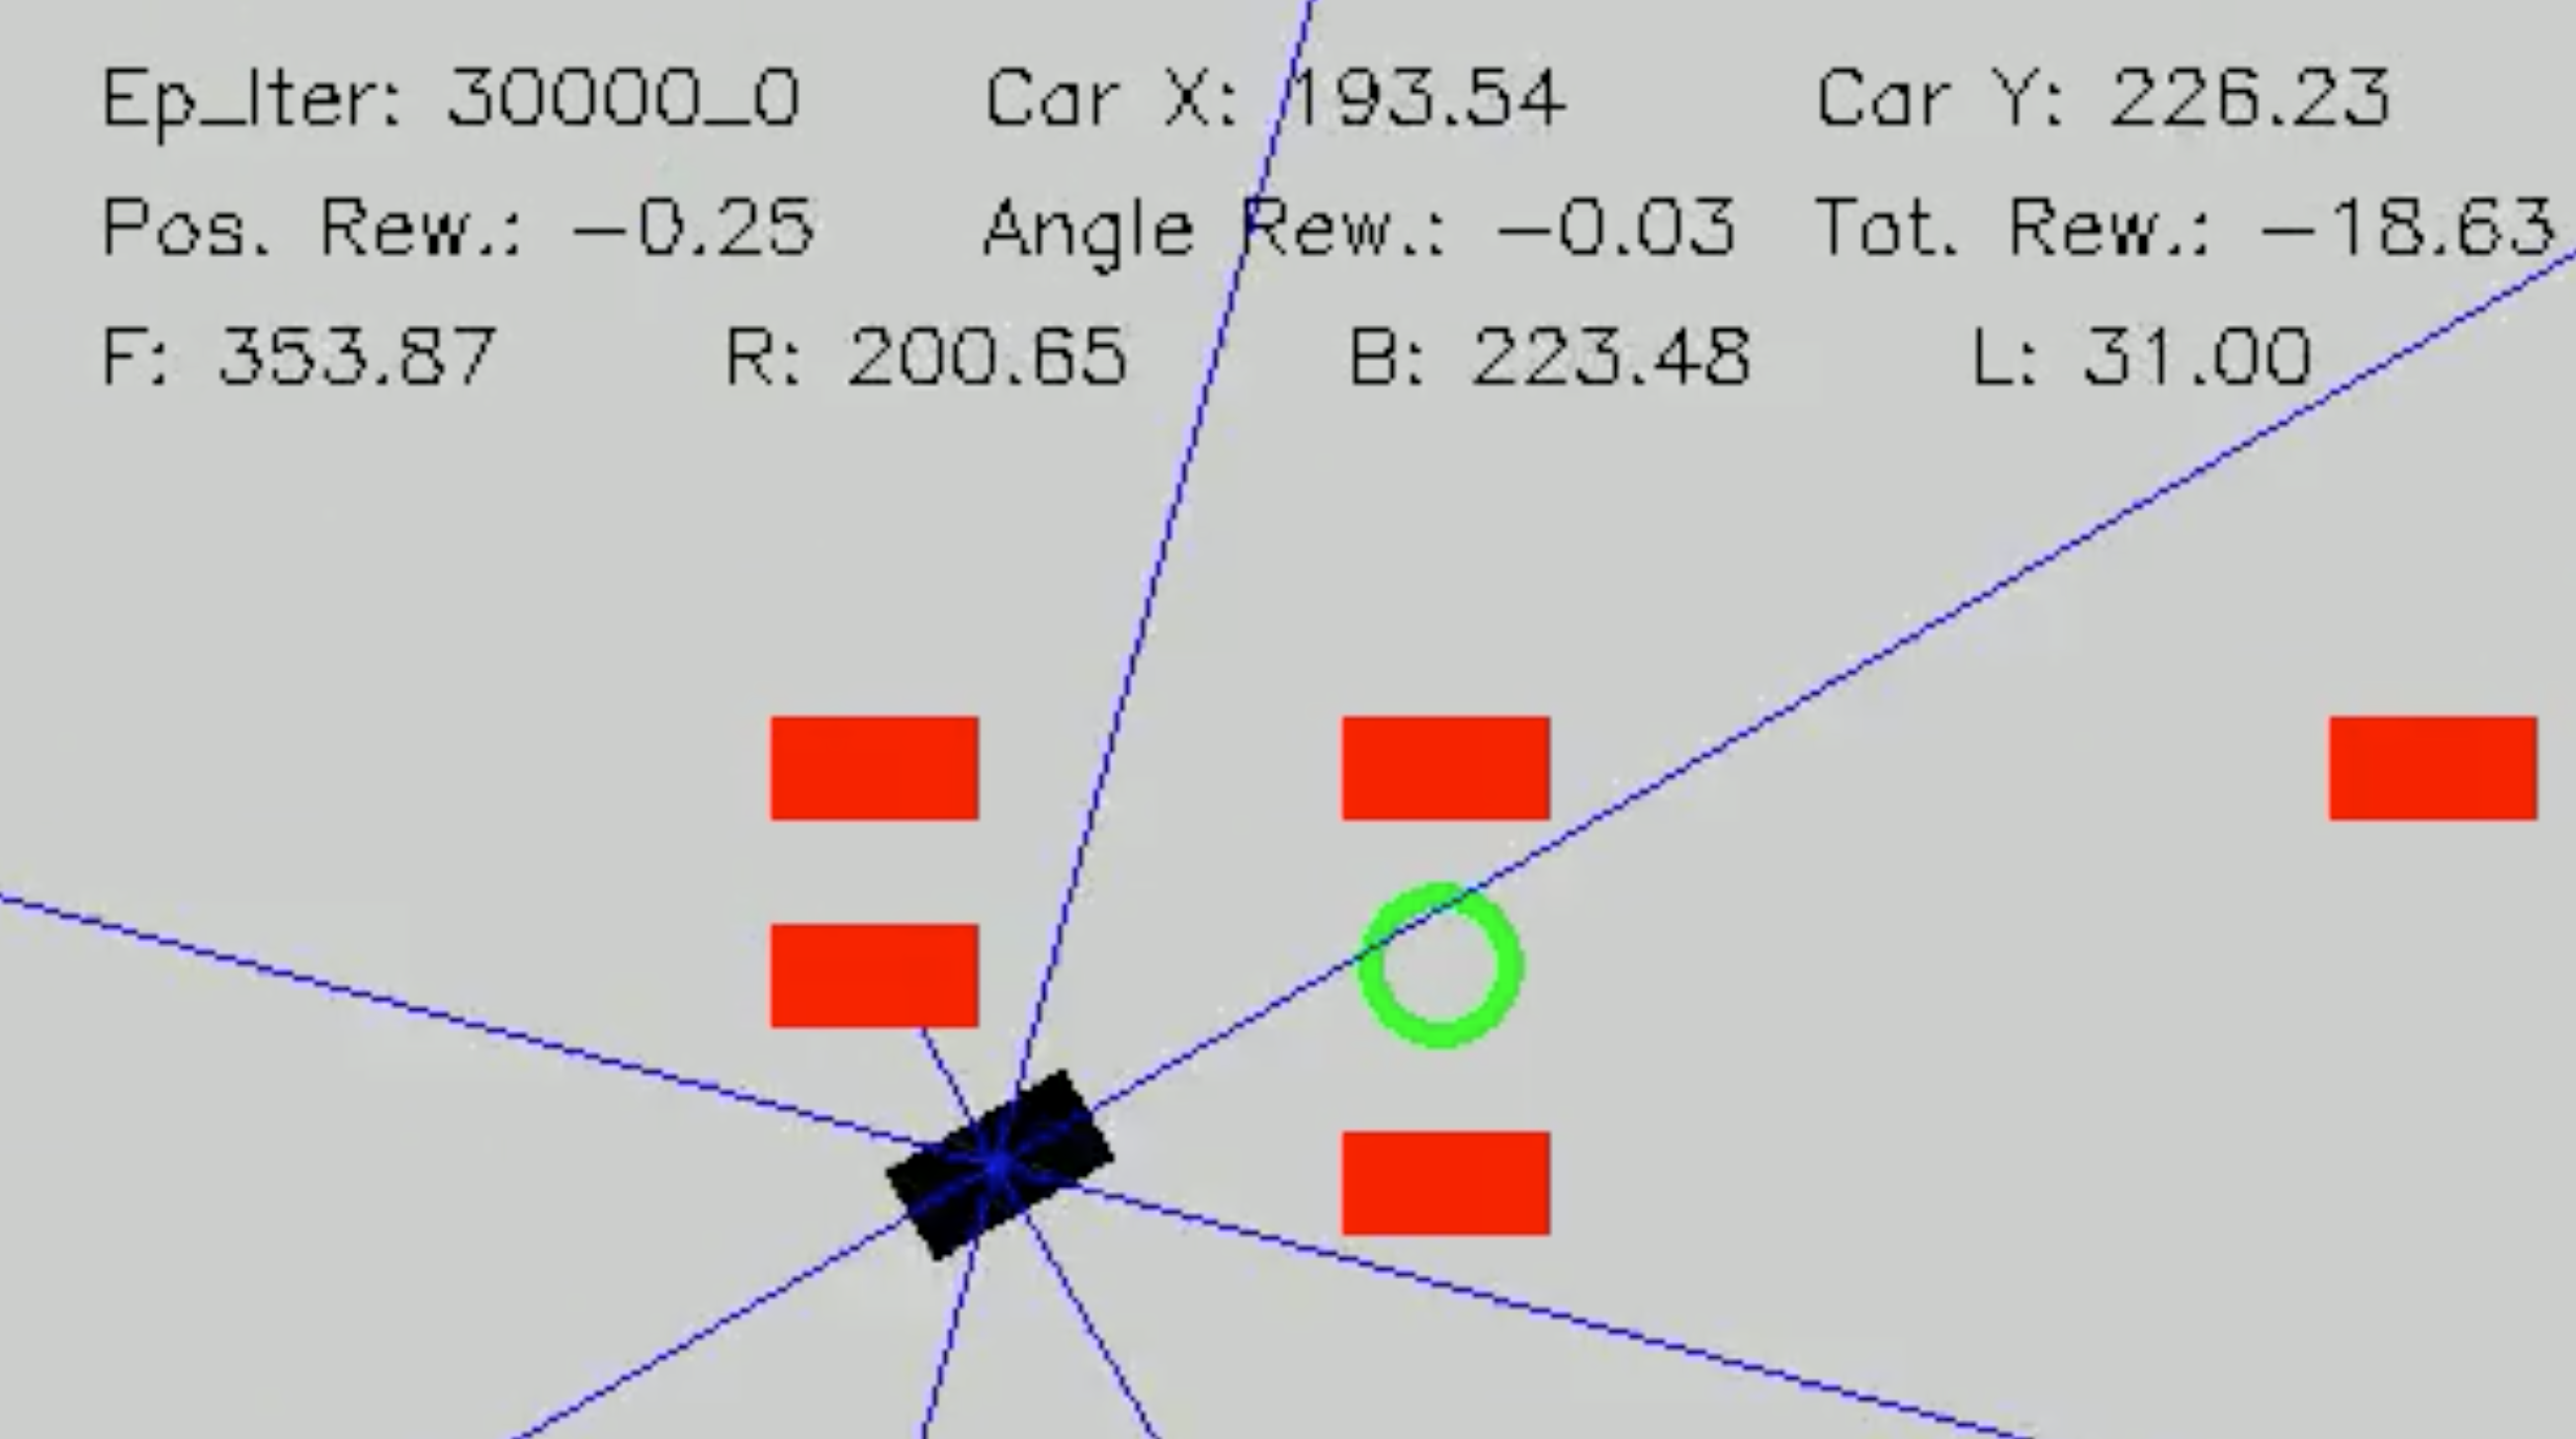 Ep_Iter: 30000_0 Car X: 193.54 Car Y: 226.23
Pos. Rew.: -0.25 Angle Rew.: -0.03 Tot. Rew.: -18.63
F: 353.87 R: 200.65 B: 223.48 L: 31.00